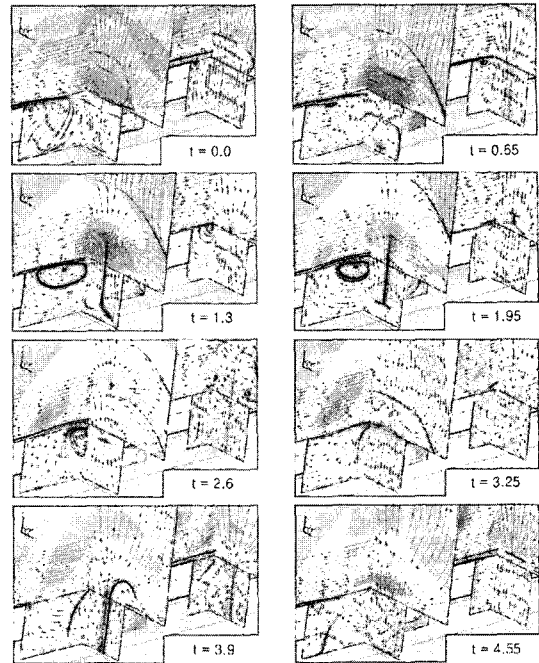 t = 0.0
t = 0.65
t = 1.3
t = 1.95
t = 2.6
t = 3.25
t = 3.9
t = 4.55